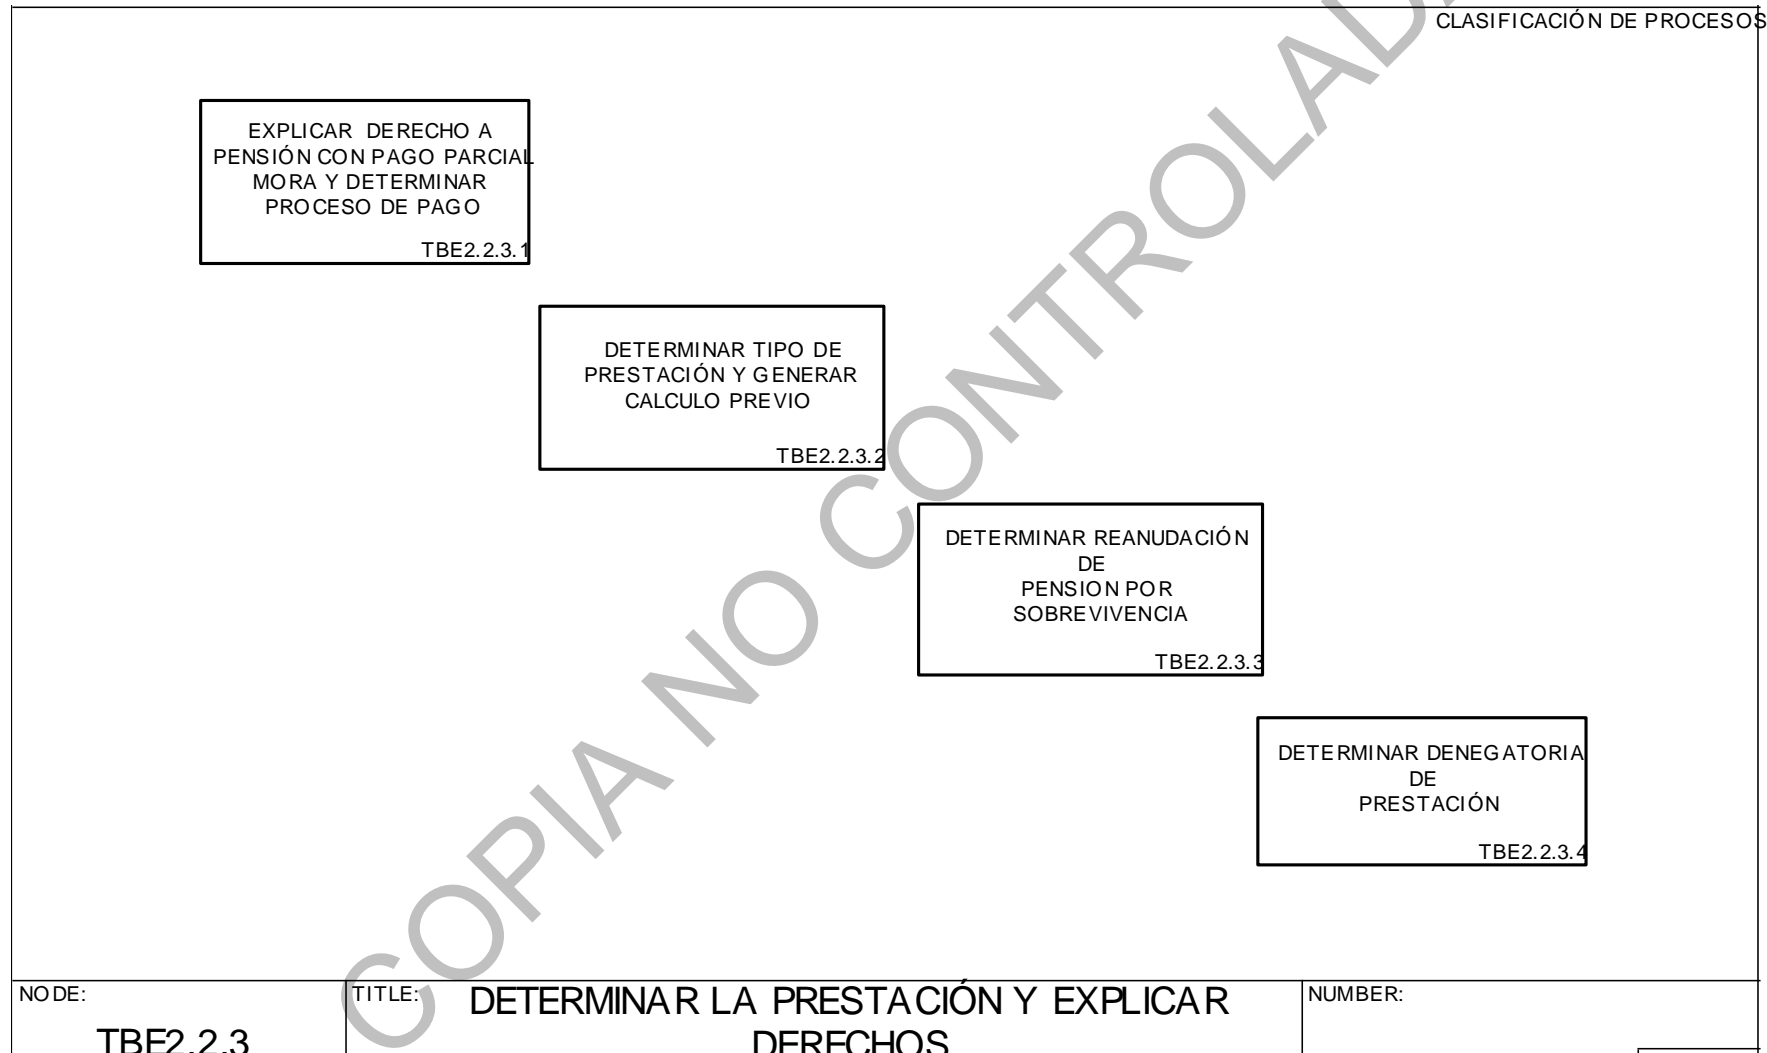 CLASIFICACIÓN DE PROCESOS
EXPLICAR DERECHO A
PENSIÓN CON PAGO PARCIAL
MORA Y DETERMINAR
PROCESO DE PAGO
TBE2.2.3.1
DETERMINAR TIPO DE
PRESTACIÓN Y GENERAR
CALCULO PREVIO
TBE2.2.3.2
DETERMINAR REANUDACIÓN
DE
PENSION POR
SOBREVIVENCIA
TBE2.2.3.3
DETERMINAR DENEGATORIA
DE
PRESTACIÓN
TBE2.2.3.4
COPIA NO CONTROLADA
NODE:
TBE2.2.3
TITLE:
DETERMINAR LA PRESTACIÓN Y EXPLICAR
DERECHOS
NUMBER: